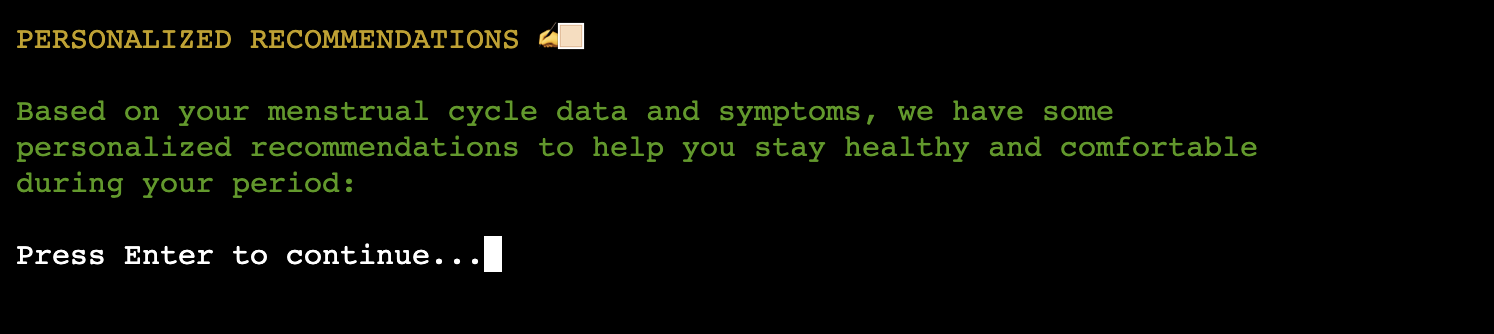 PERSONALIZED RECOMMENDATIONS ✍🏼
Based on your menstrual cycle data and symptoms, we have some
personalized recommendations to help you stay healthy and comfortable
during your period:
Press Enter to continue...